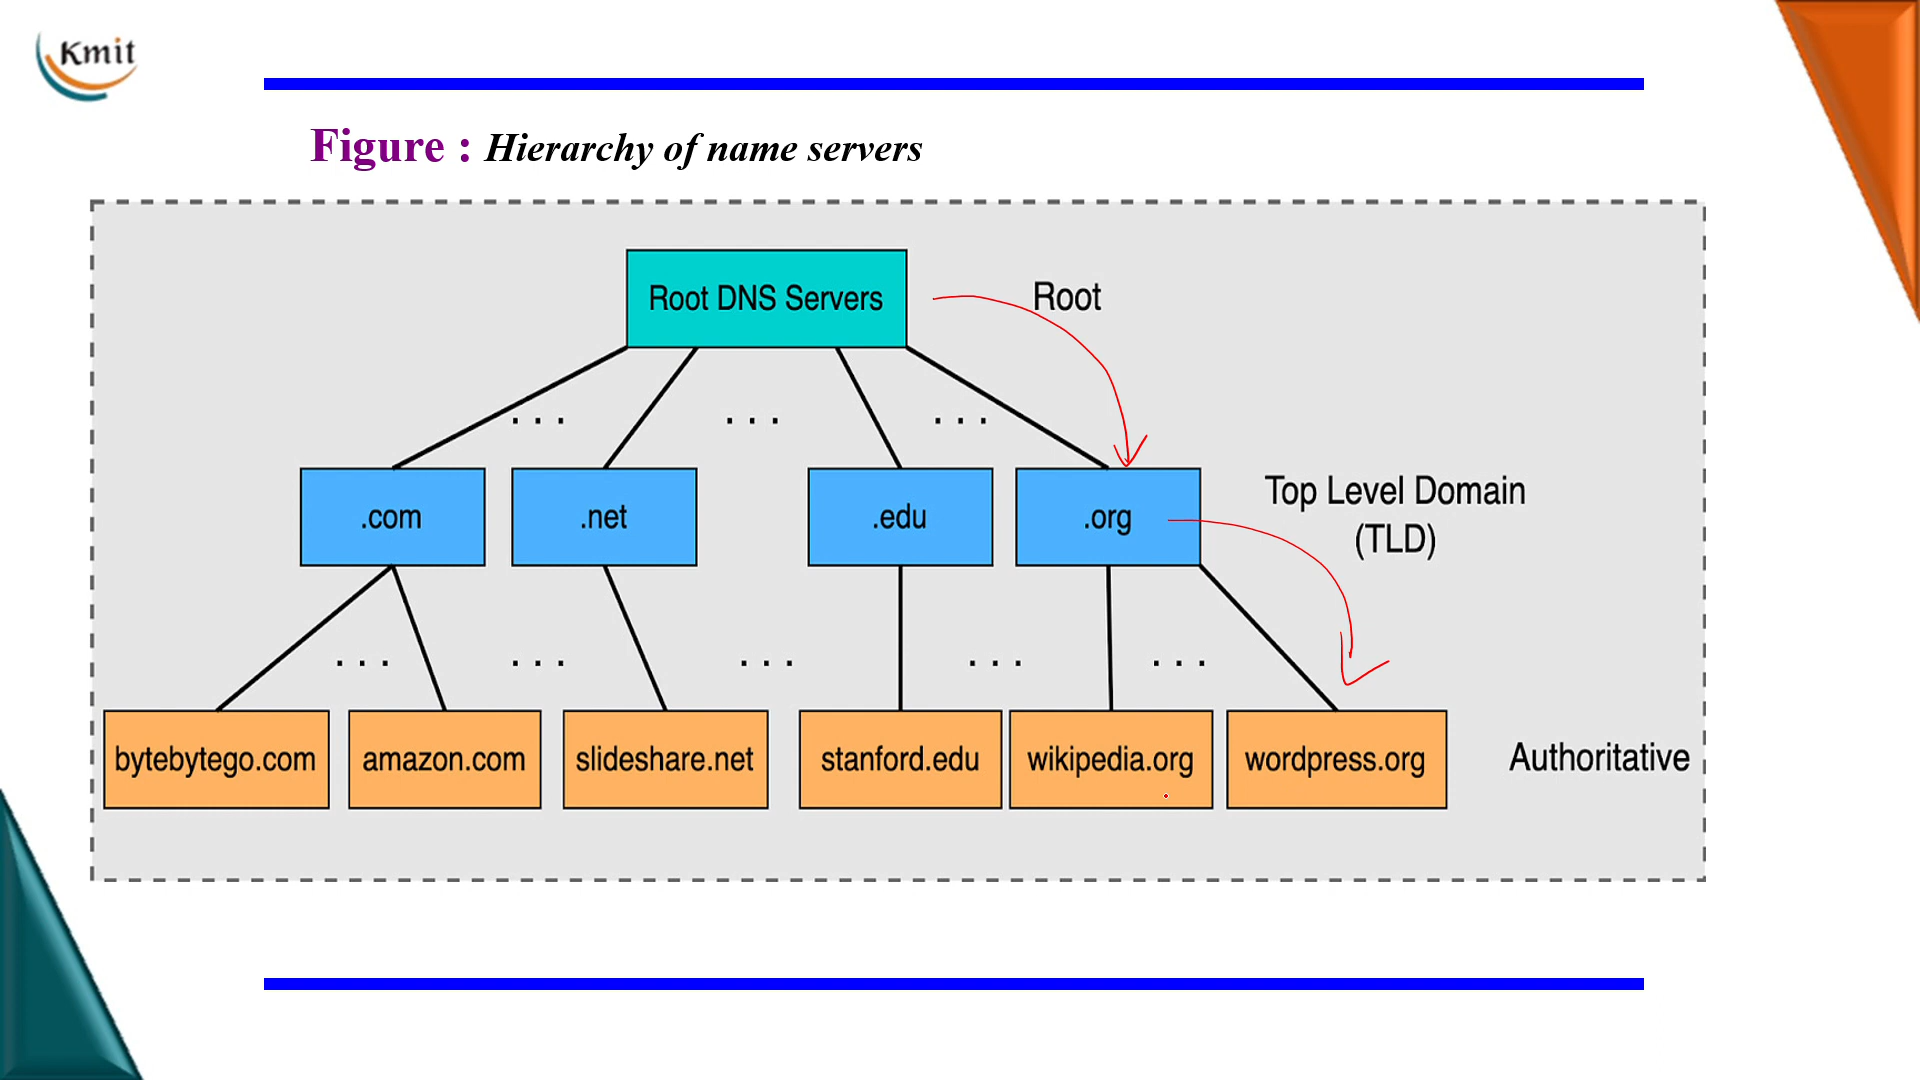 Kmit
Figure : Hierarchy of name servers
Root DNS Servers
Root
. . .
. . .
. . .
.com
.net
.edu
.org
Top Level Domain
(TLD)
. . .
. . .
. . .
. . .
. . .
bytebytego.com
amazon.com
slideshare.net
stanford.edu
wikipedia.org
wordpress.org
Authoritative